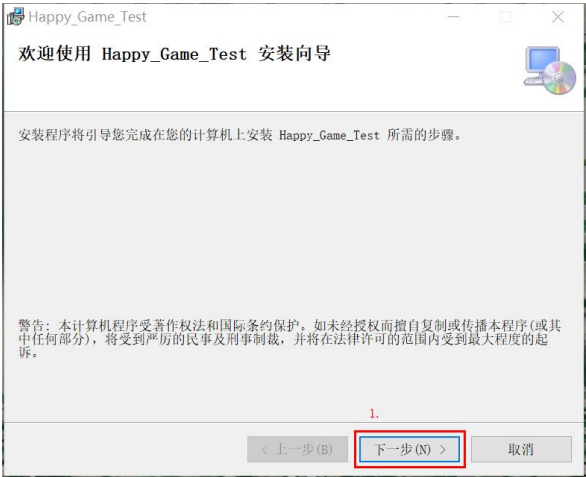 Happy_Game_Test
欢迎使用 Happy_Game_Test 安装向导
安装程序将引导您完成在您的计算机上安装 Happy_Game_Test 所需的步骤。
警告: 本计算机程序受著作权法和国际条约保护。如未经授权而擅自复制或传播本程序(或其
中任何部分), 将受到严厉的民事及刑事制裁, 并将在法律许可的范围内受到最大程度的起
诉。
1.
< 上一步(B) 下一步(N) > 取消